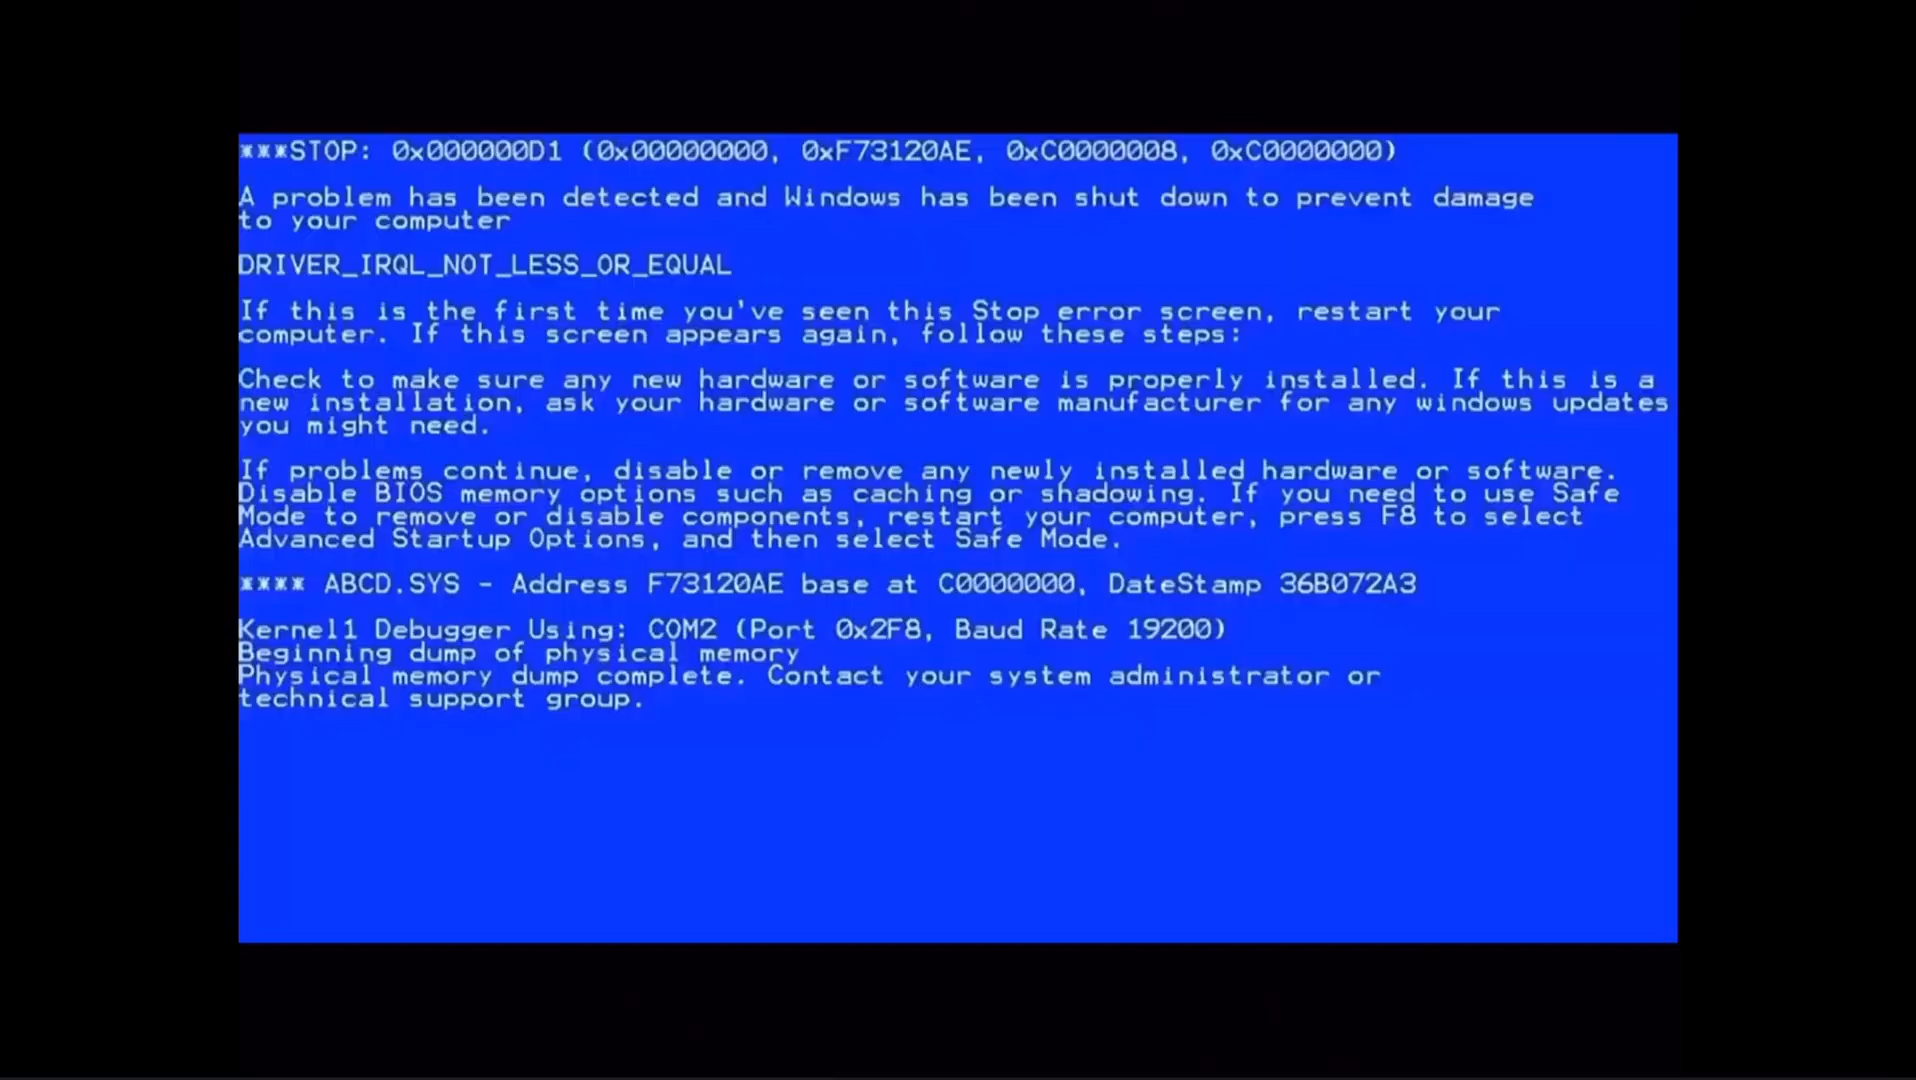 ***STOP: 0x000000D1 (0x00000000, 0xF73120AE, 0xC0000008, 0xC0000000)
A problem has been detected and Windows has been shut down to prevent damage
to your computer
DRIVER_IRQL_NOT_LESS_OR_EQUAL
If this is the first time you've seen this Stop error screen, restart your
computer. If this screen appears again, follow these steps:
Check to make sure any new hardware or software is properly installed. If this is a
new installation, ask your hardware or software manufacturer for any windows updates
you might need.
If problems continue, disable or remove any newly installed hardware or software.
Disable BIOS memory options such as caching or shadowing. If you need to use Safe
Mode to remove or disable components, restart your computer, press F8 to select
Advanced Startup Options, and then select Safe Mode.
**** ABCD.SYS - Address F73120AE base at C0000000, DateStamp 36B072A3
Kernel1 Debugger Using: COM2 (Port 0x2F8, Baud Rate 19200)
Beginning dump of physical memory
Physical memory dump complete. Contact your system administrator or
technical support group.